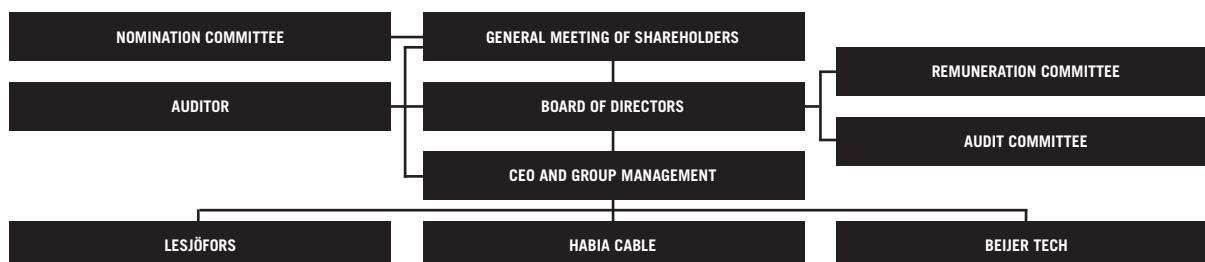 NOMINATION COMMITTEE
GENERAL MEETING OF SHAREHOLDERS
REMUNERATION COMMITTEE
AUDITOR
BOARD OF DIRECTORS
AUDIT COMMITTEE
CEO AND GROUP MANAGEMENT
LESJÖFORS
HABIA CABLE
BEIJER TECH